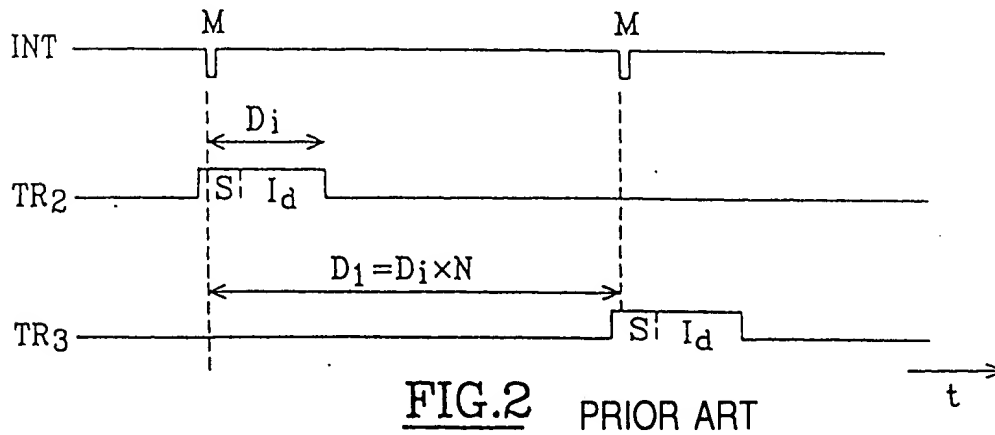 M M
INT
Di
TR2 S Id
D1=Di×N
TR3 S Id
t
FIG.2 PRIOR ART